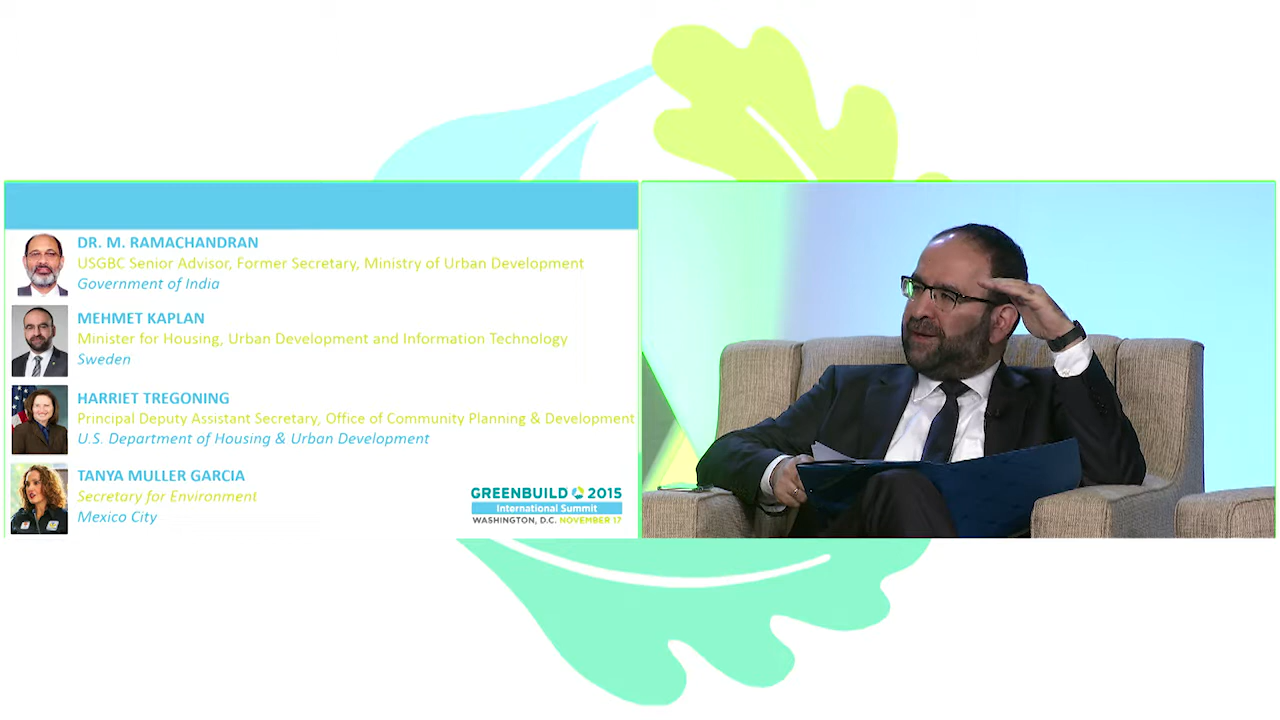 DR. M. RAMACHANDRAN
USGBC Senior Advisor, Former Secretary, Ministry of Urban Development
Government of India
MEHMET KAPLAN
Minister for Housing, Urban Development and Information Technology
Sweden
HARRIET TREGONING
Principal Deputy Assistant Secretary, Office of Community Planning & Development
U.S. Department of Housing & Urban Development
TANYA MULLER GARCIA
Secretary for Environment
Mexico City
GREENBUILD 2015
International Summit
WASHINGTON, D.C. NOVEMBER 17